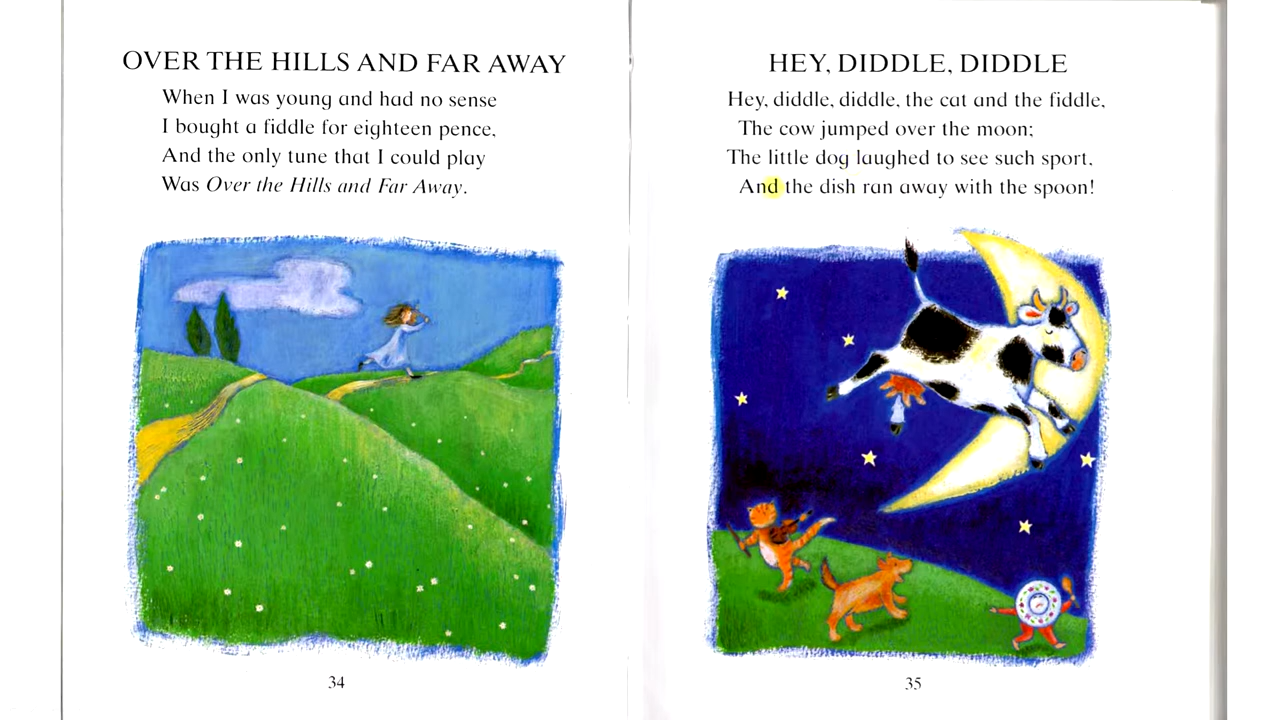 OVER THE HILLS AND FAR AWAY
When I was young and had no sense
I bought a fiddle for eighteen pence,
And the only tune that I could play
Was Over the Hills and Far Away.
34
HEY, DIDDLE, DIDDLE
Hey, diddle, diddle, the cat and the fiddle,
The cow jumped over the moon;
The little dog laughed to see such sport,
And the dish ran away with the spoon!
35